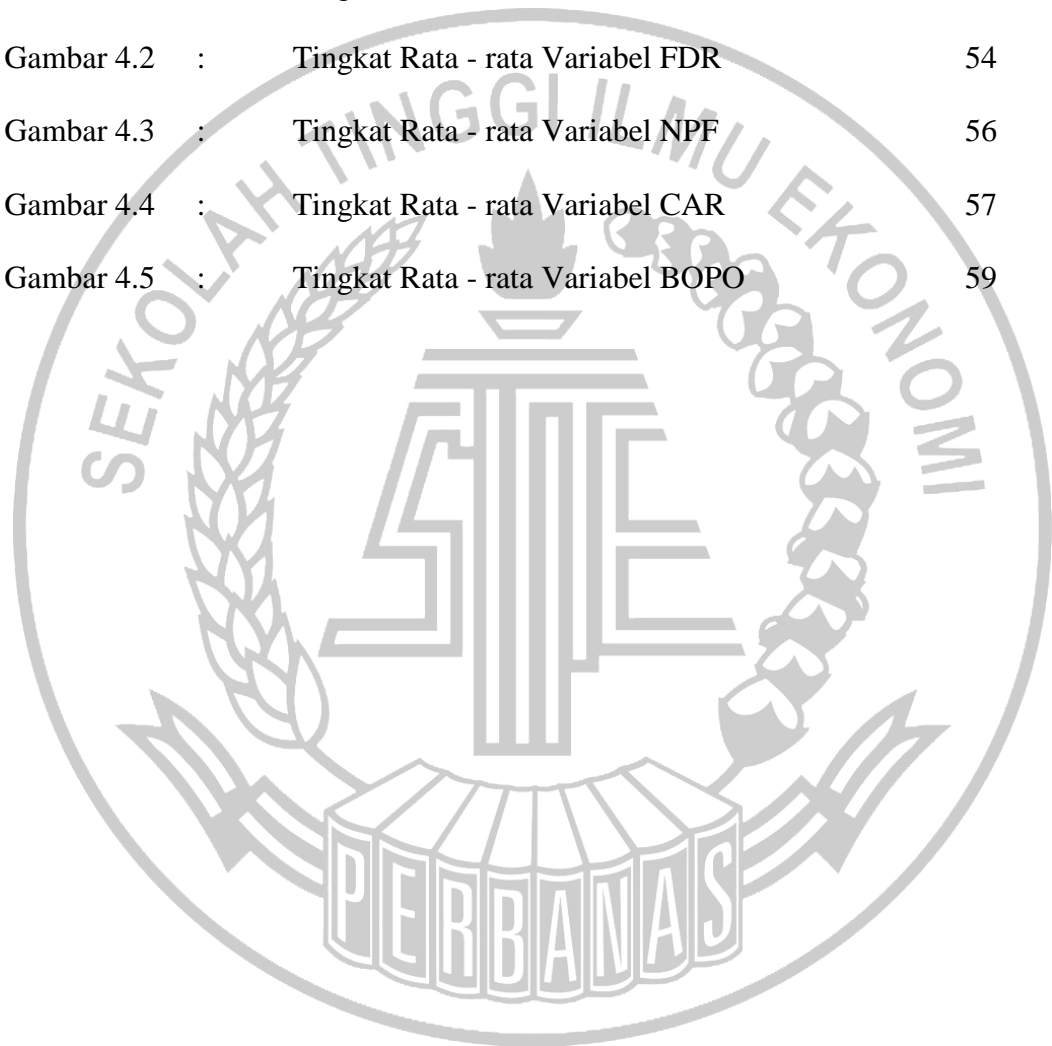 Gambar 4.2 : Tingkat Rata - rata Variabel FDR 54
Gambar 4.3 : Tingkat Rata - rata Variabel NPF 56
Gambar 4.4 : Tingkat Rata - rata Variabel CAR 57
Gambar 4.5 : Tingkat Rata - rata Variabel BOPO 59
SEKOLAH TINGGI ILMU EKONOMI
STIE
PERBANAS